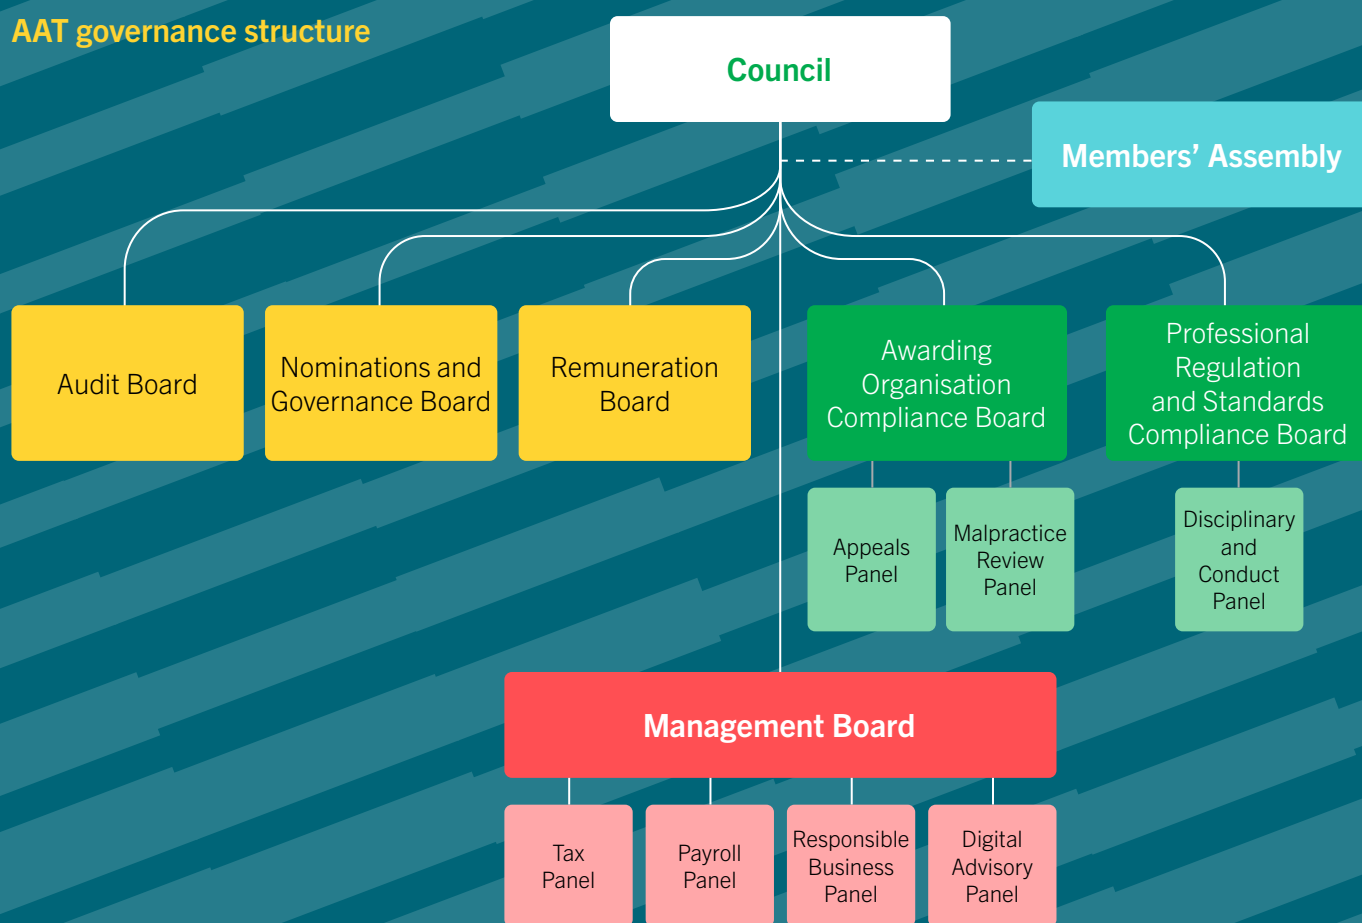 AAT governance structure
Council
Members’ Assembly
Audit Board
Nominations and
Governance Board
Remuneration
Board
Awarding
Organisation
Compliance Board
Professional
Regulation
and Standards
Compliance Board
Appeals
Panel
Malpractice
Review
Panel
Disciplinary
and
Conduct
Panel
Management Board
Tax
Panel
Payroll
Panel
Responsible
Business
Panel
Digital
Advisory
Panel